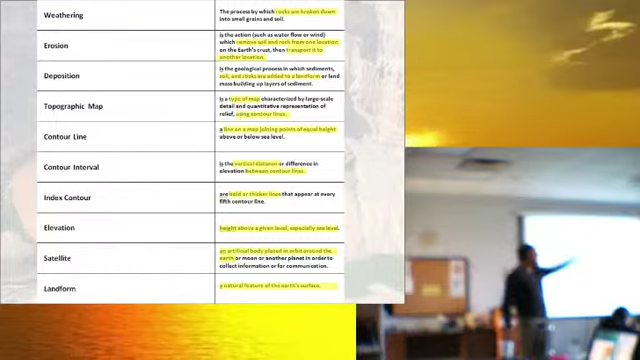 Weathering
The process by which rocks are broken down
into small grains and soil.
Erosion
is the action (such as water flow or wind)
which remove soil and rock from one location
on the Earth's crust, then transport it to
another location.
Deposition
is the geological process in which sediments,
soil, and rocks are added to a landform or land
mass building up layers of sediment.
Topographic Map
is a type of map characterized by large-scale
detail and quantitative representation of
relief, using contour lines.
Contour Line
a line on a map joining points of equal height
above or below sea level.
Contour Interval
is the vertical distance or difference in
elevation between contour lines.
Index Contour
are bold or thicker lines that appear at every
fifth contour line.
Elevation
height above a given level, especially sea level.
Satellite
an artificial body placed in orbit around the
earth or moon or another planet in order to
collect information or for communication.
Landform
a natural feature of the earth's surface.